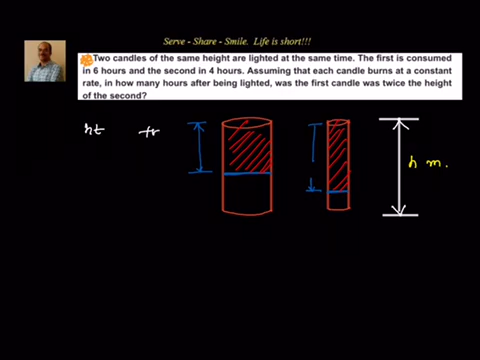 Serve - Share - Smile. Life is short!!!
Two candles of the same height are lighted at the same time. The first is consumed
in 6 hours and the second in 4 hours. Assuming that each candle burns at a constant
rate, in how many hours after being lighted, was the first candle was twice the height
of the second?
ht
h m.